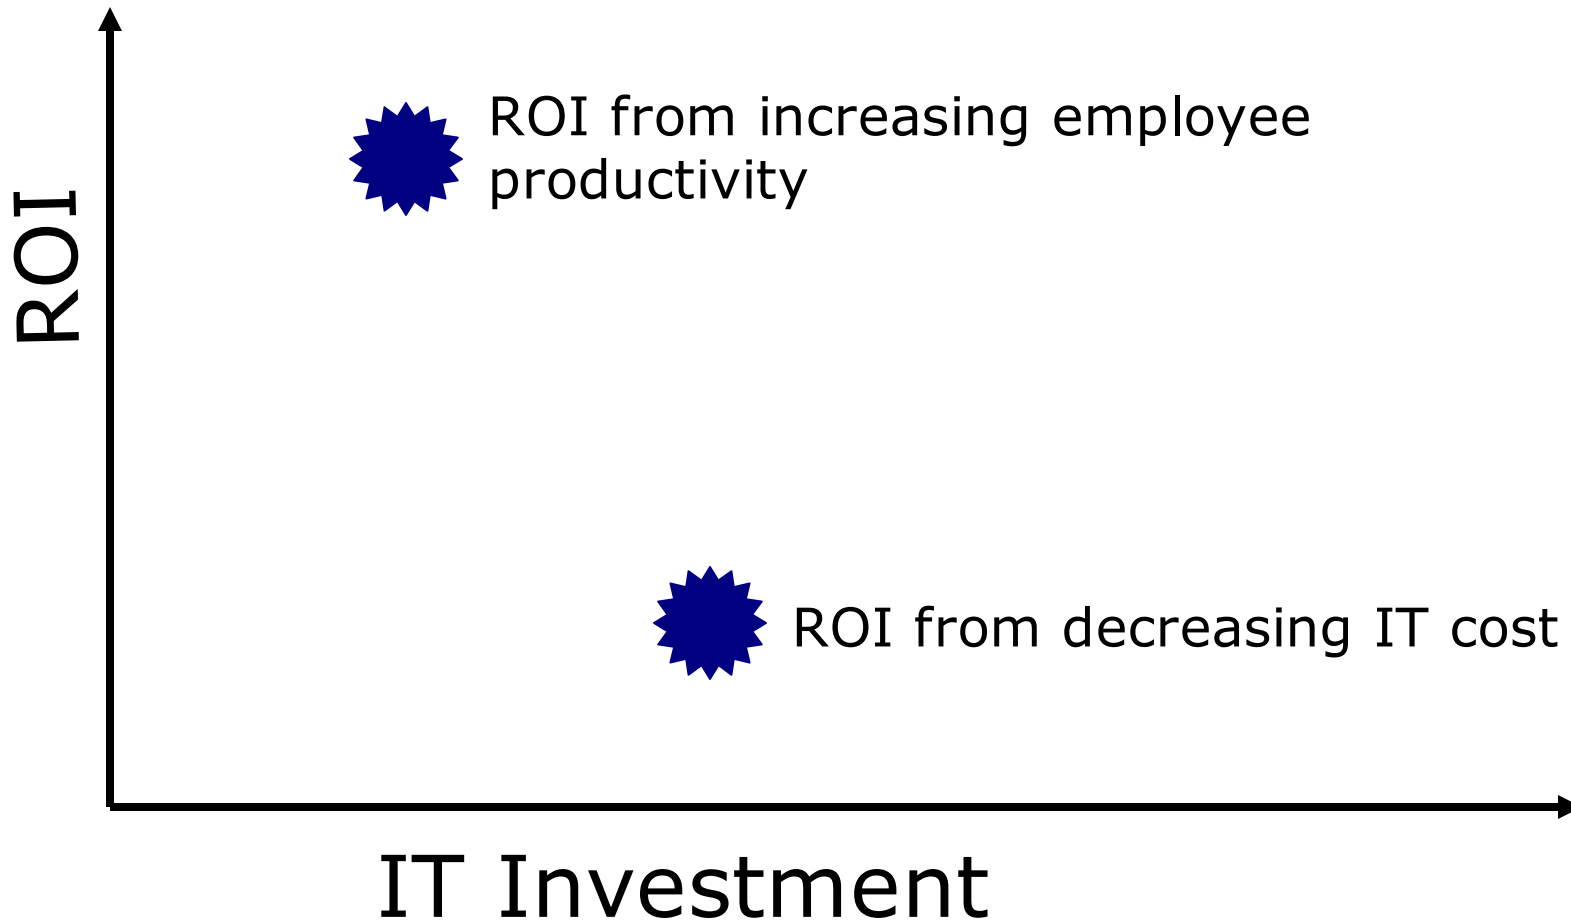 ROI from increasing employee
productivity
ROI
ROI from decreasing IT cost
IT Investment